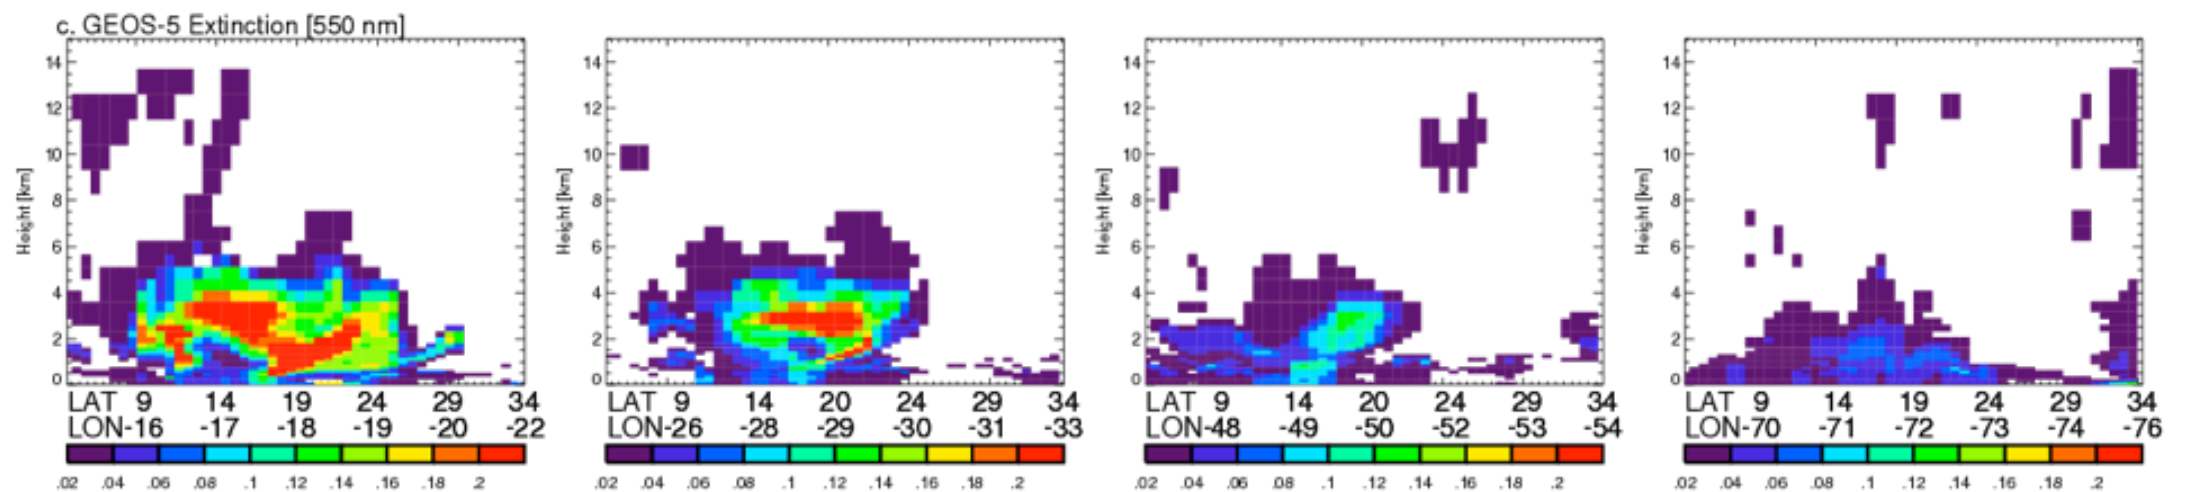 c. GEOS-5 Extinction [550 nm]
14 12 10 8 6 4 2 0
Height [km]
LAT 9 14 19 24 29 34
LON-16 -17 -18 -19 -20 -22
.02 .04 .06 .08 .1 .12 .14 .16 .18 .2
14 12 10 8 6 4 2 0
Height [km]
LAT 9 14 20 24 29 34
LON-26 -28 -29 -30 -31 -33
.02 .04 .06 .08 .1 .12 .14 .16 .18 .2
14 12 10 8 6 4 2 0
Height [km]
LAT 9 14 20 24 29 34
LON-48 -49 -50 -52 -53 -54
.02 .04 .06 .08 .1 .12 .14 .16 .18 .2
14 12 10 8 6 4 2 0
Height [km]
LAT 9 14 19 24 29 34
LON-70 -71 -72 -73 -74 -76
.02 .04 .06 .08 .1 .12 .14 .16 .18 .2